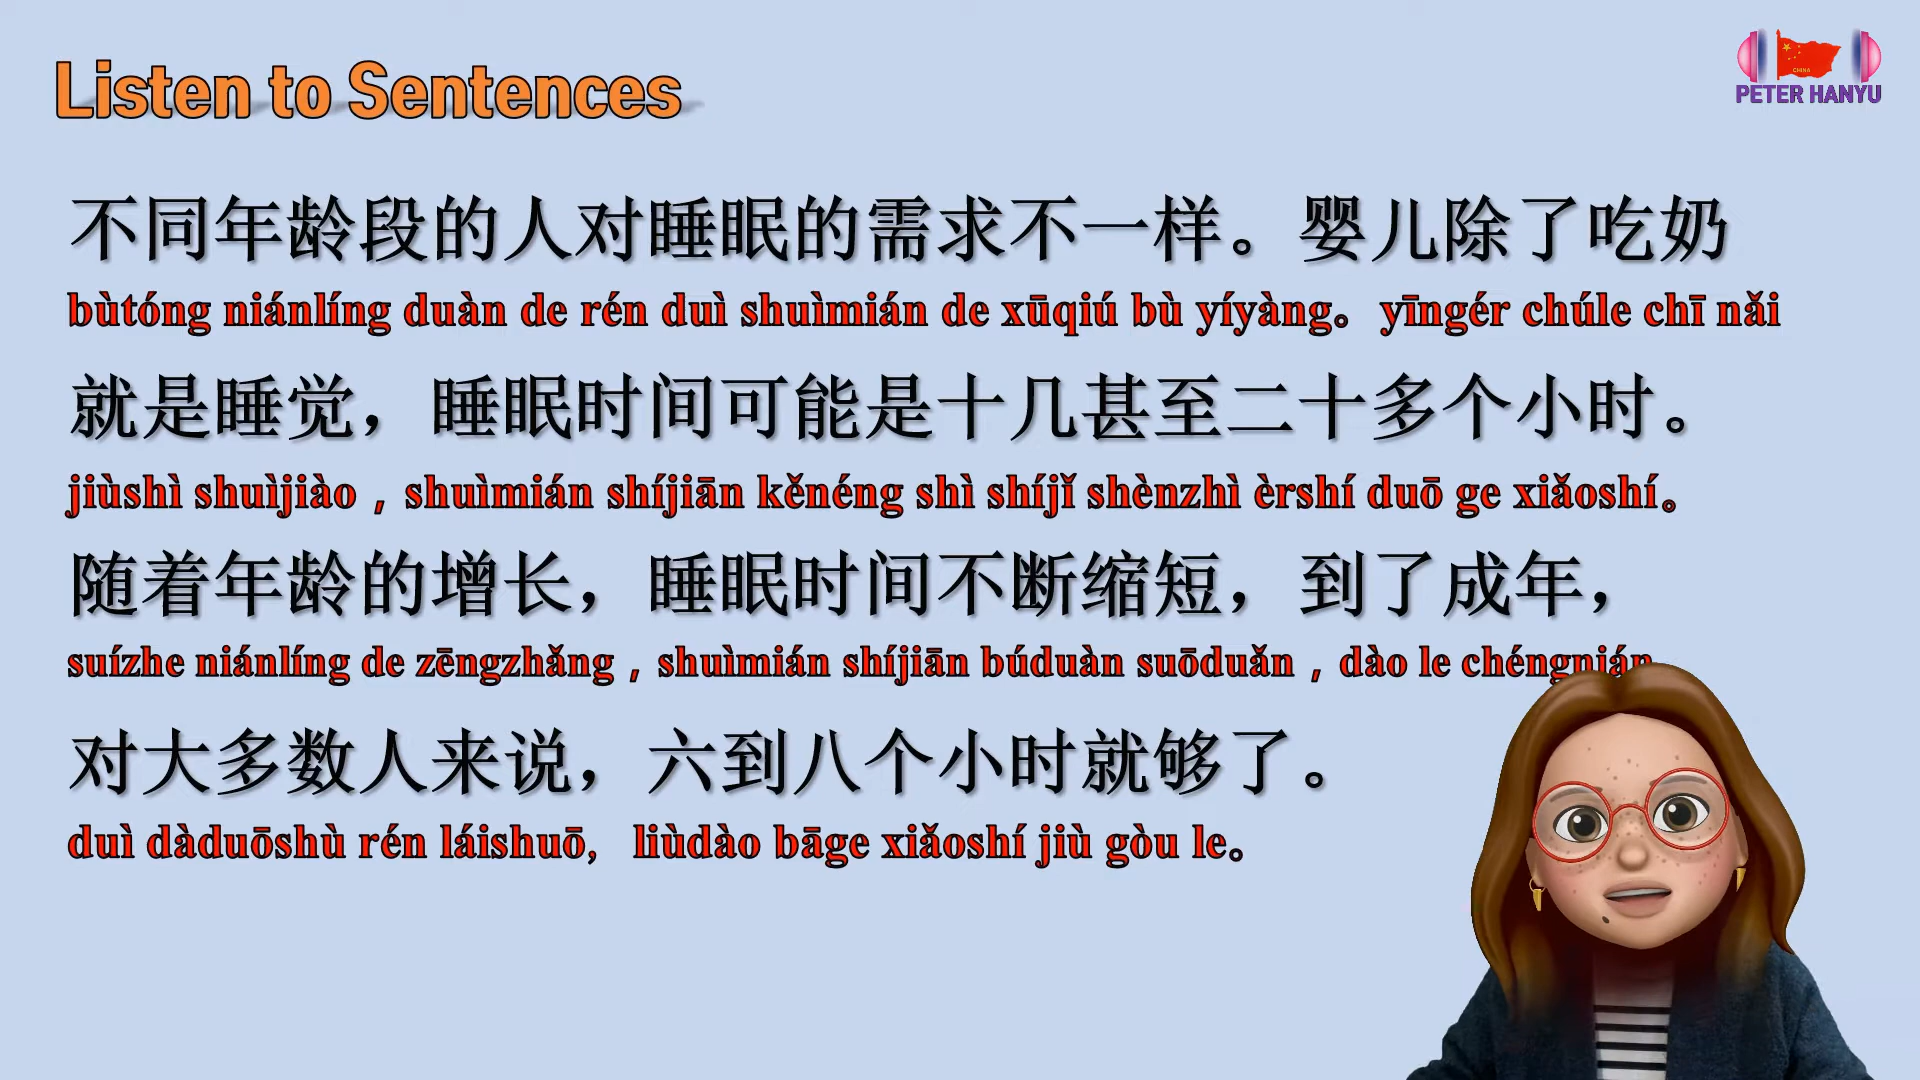 Listen to Sentences
CHINA
PETER HANYU
不同年龄段的人对睡眠的需求不一样。婴儿除了吃奶
bùtóng niánlíng duàn de rén duì shuìmián de xūqiú bù yíyàng。yīngér chúle chī nǎi
就是睡觉，睡眠时间可能是十几甚至二十多个小时。
jiùshì shuìjiào，shuìmián shíjiān kěnéng shì shíjǐ shènzhì èrshí duō ge xiǎoshí。
随着年龄的增长，睡眠时间不断缩短，到了成年，
suízhe niánlíng de zēngzhǎng，shuìmián shíjiān búduàn suōduǎn，dào le chéngnián
对大多数人来说，六到八个小时就够了。
duì dàduōshù rén láishuō, liùdào bāge xiǎoshí jiù gòu le。